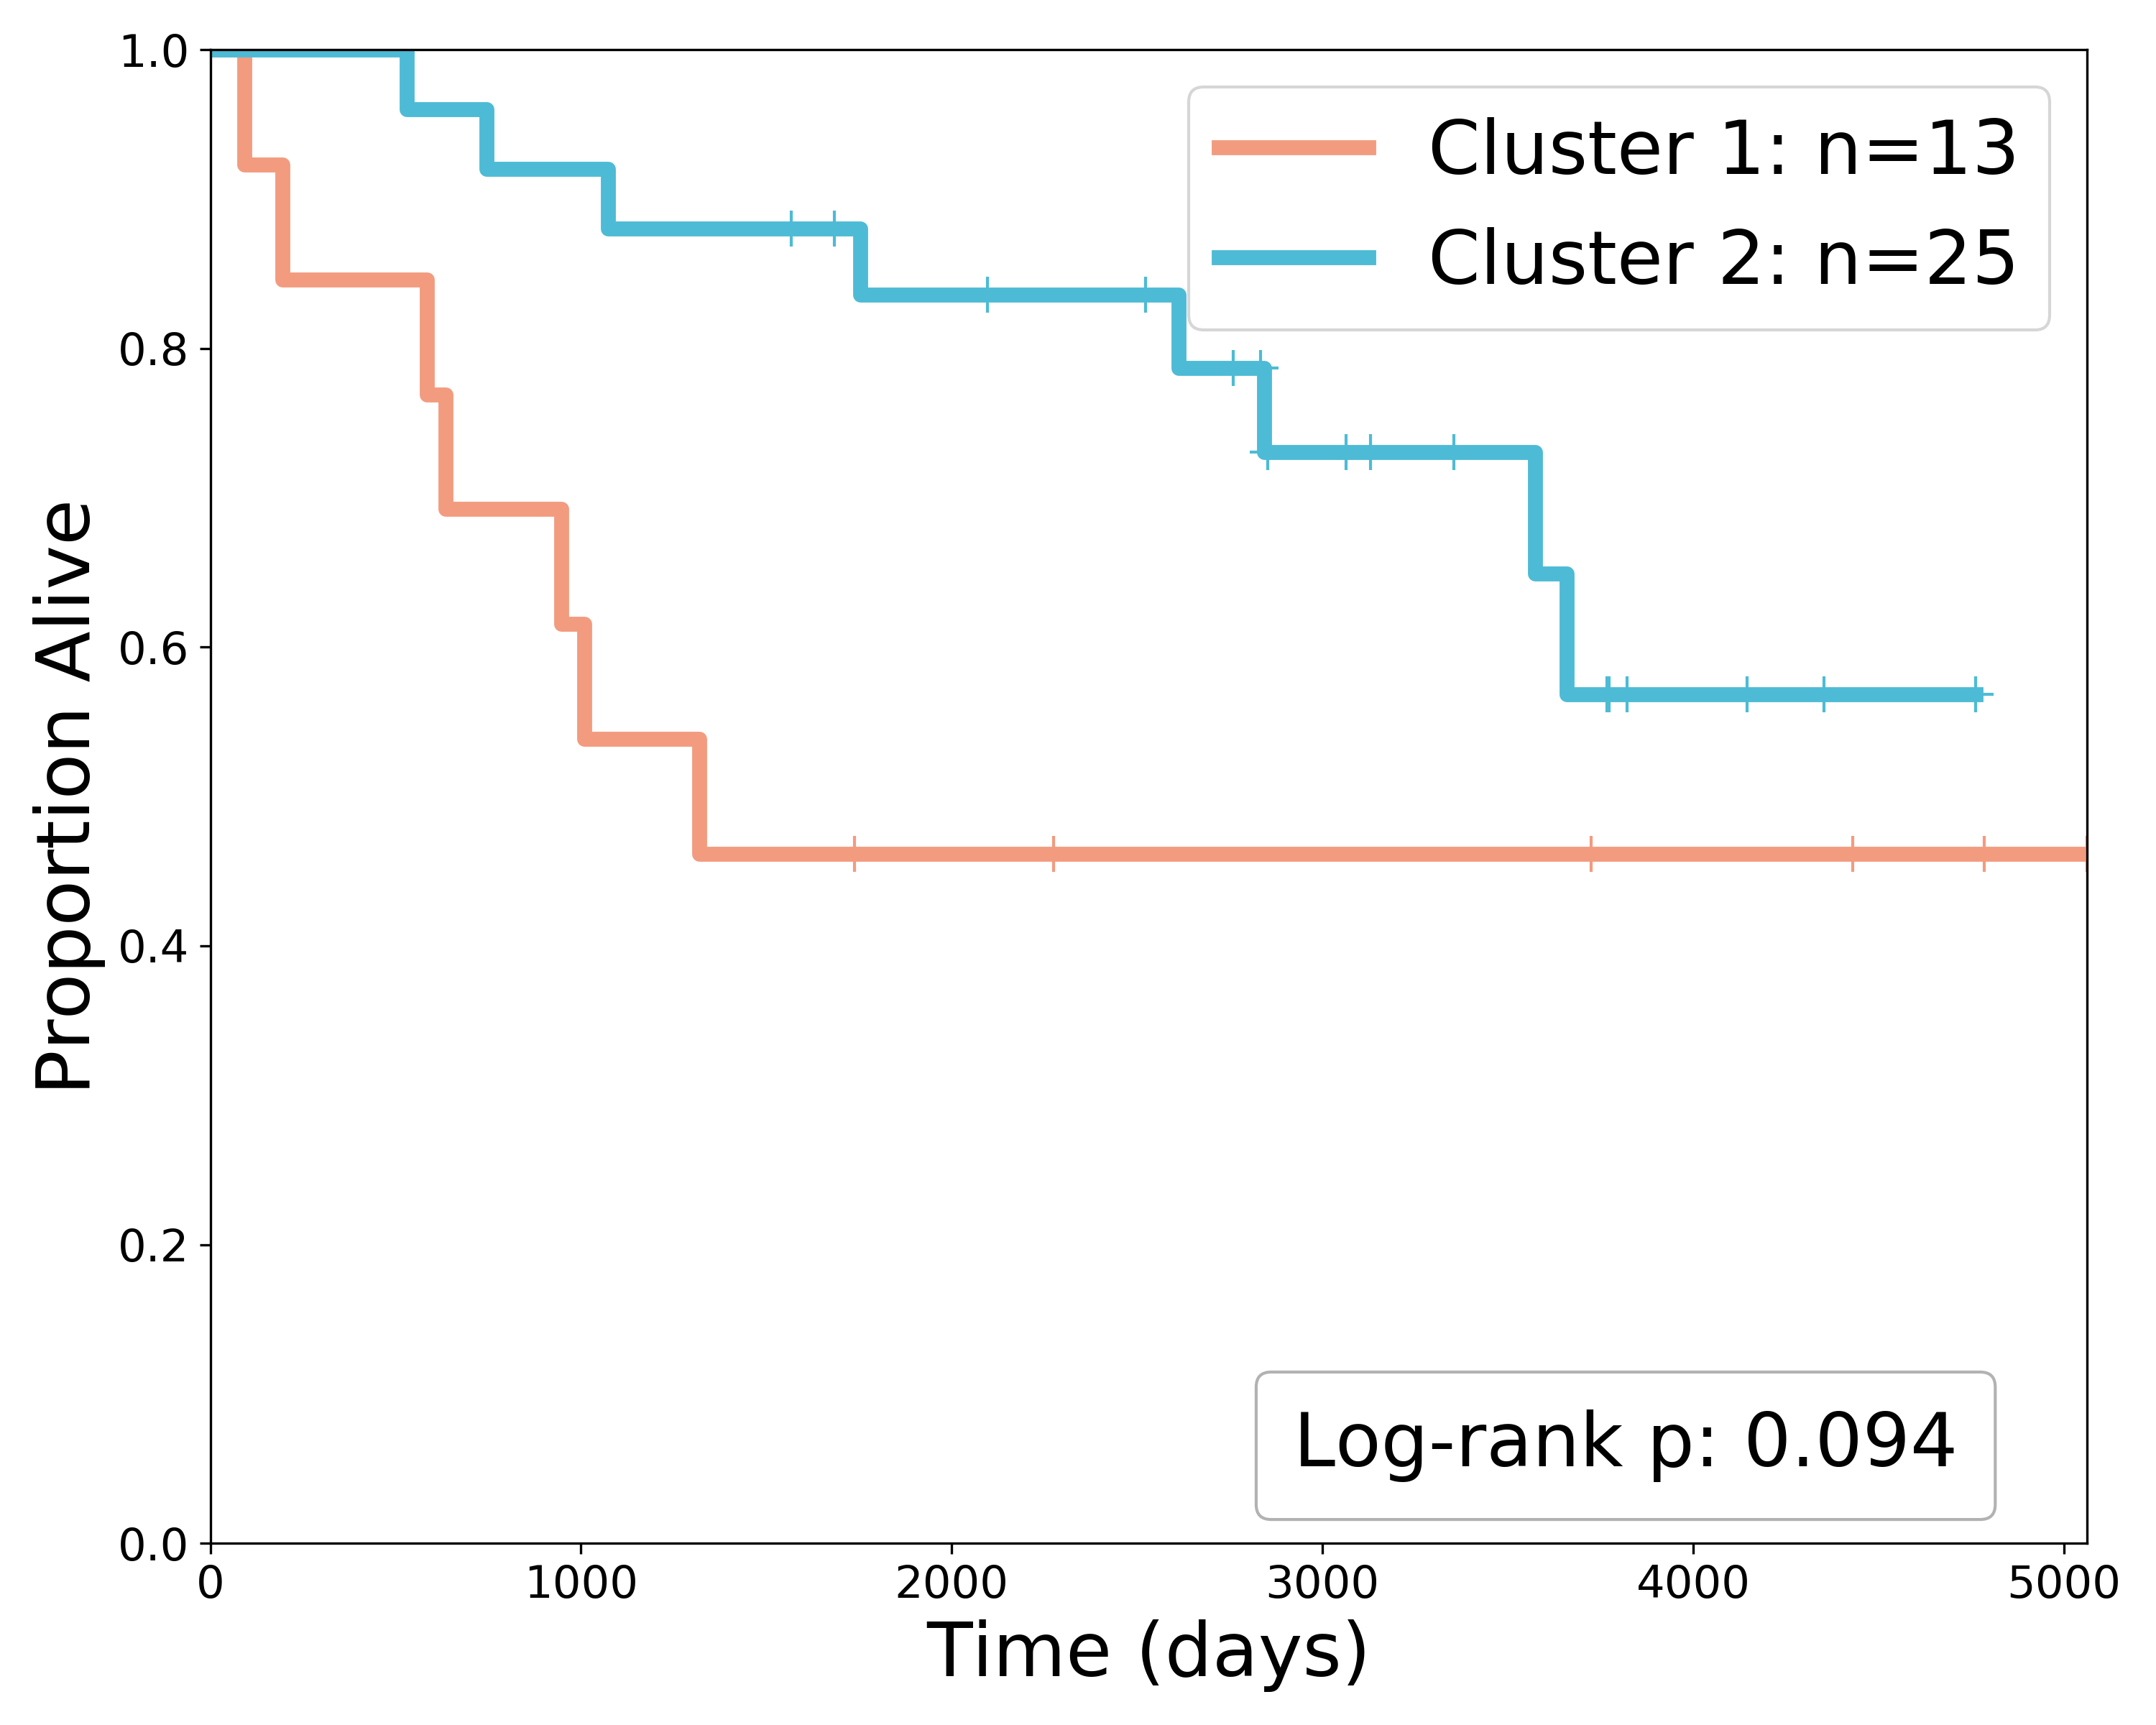 1.0
0.8
0.6
0.4
0.2
0.0
Proportion Alive
Cluster 1: n=13
Cluster 2: n=25
Log-rank p: 0.094
0 1000 2000 3000 4000 5000
Time (days)